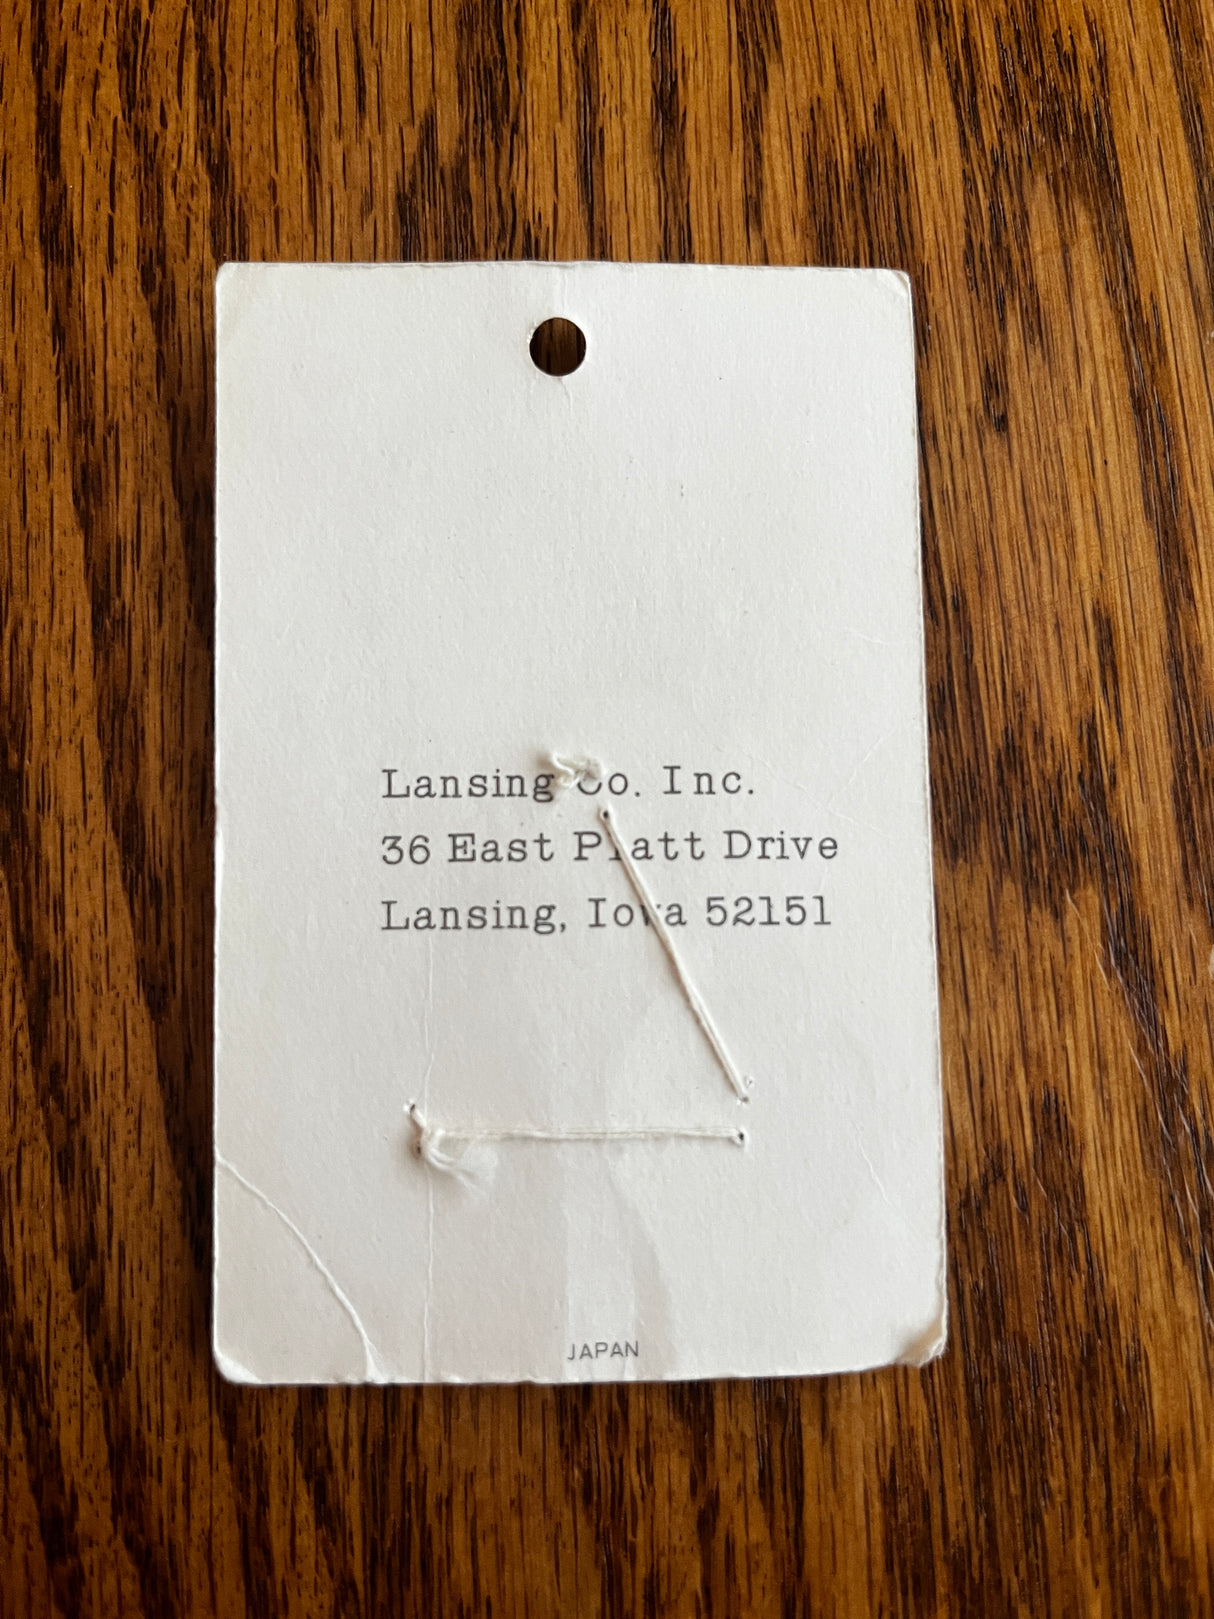 Lansing Co. Inc.
36 East Platt Drive
Lansing, Iowa 52151
JAPAN